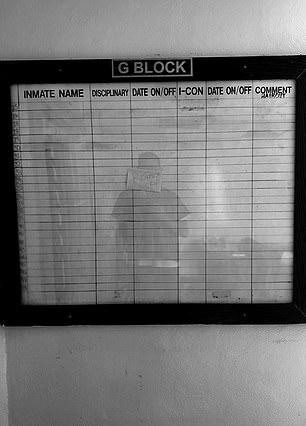 G BLOCK
INMATE NAME DISCIPLINARY DATE ON/OFF I-CON DATE ON/OFF COMMENT